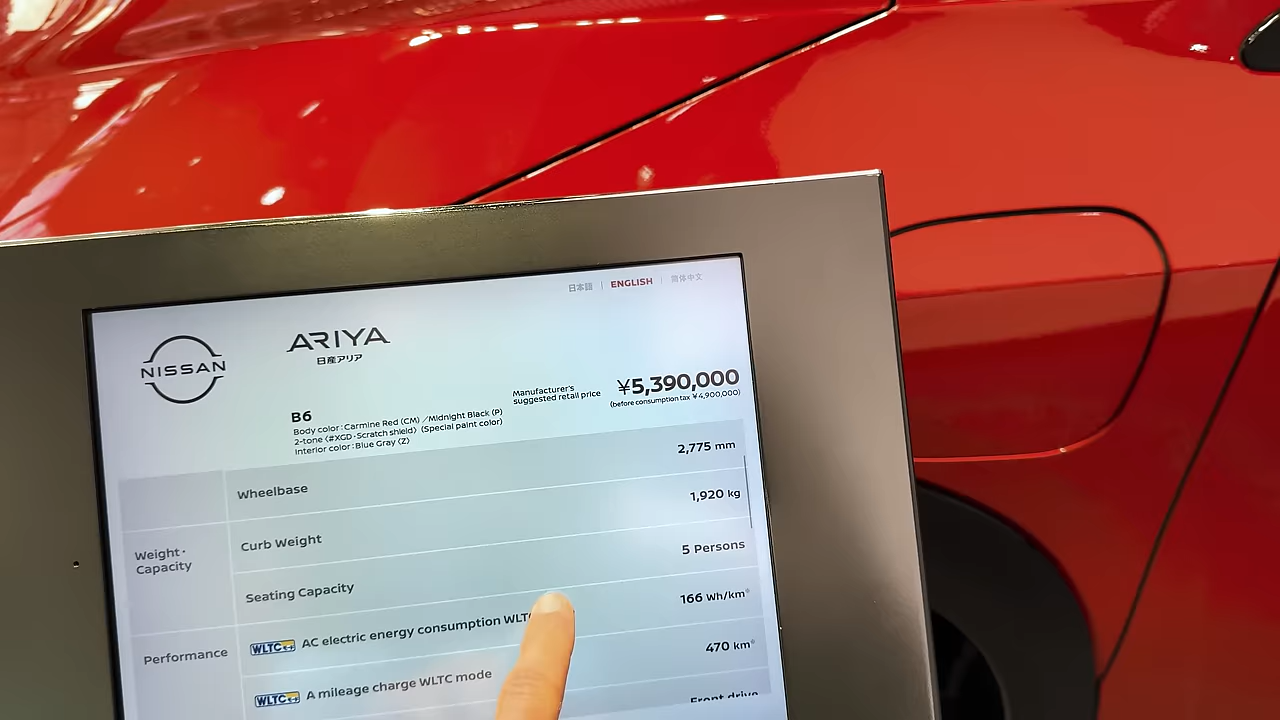 日本語 | ENGLISH | 简体中文
NISSAN
ARIYA
日産アリア
B6
Body color : Carmine Red (CM) ／Midnight Black (P)
2-tone〈#XGD・Scratch shield〉(Special paint color)
Interior color : Blue Gray (Z)
Manufacturer's
suggested retail price
¥5,390,000
(before consumption tax ¥4,900,000)
Wheelbase 2,775 mm
Weight・
Capacity
Curb Weight 1,920 kg
Seating Capacity 5 Persons
Performance
WLTC AC electric energy consumption WLTC 166 Wh/km※
WLTC A mileage charge WLTC mode 470 km※
Front drive